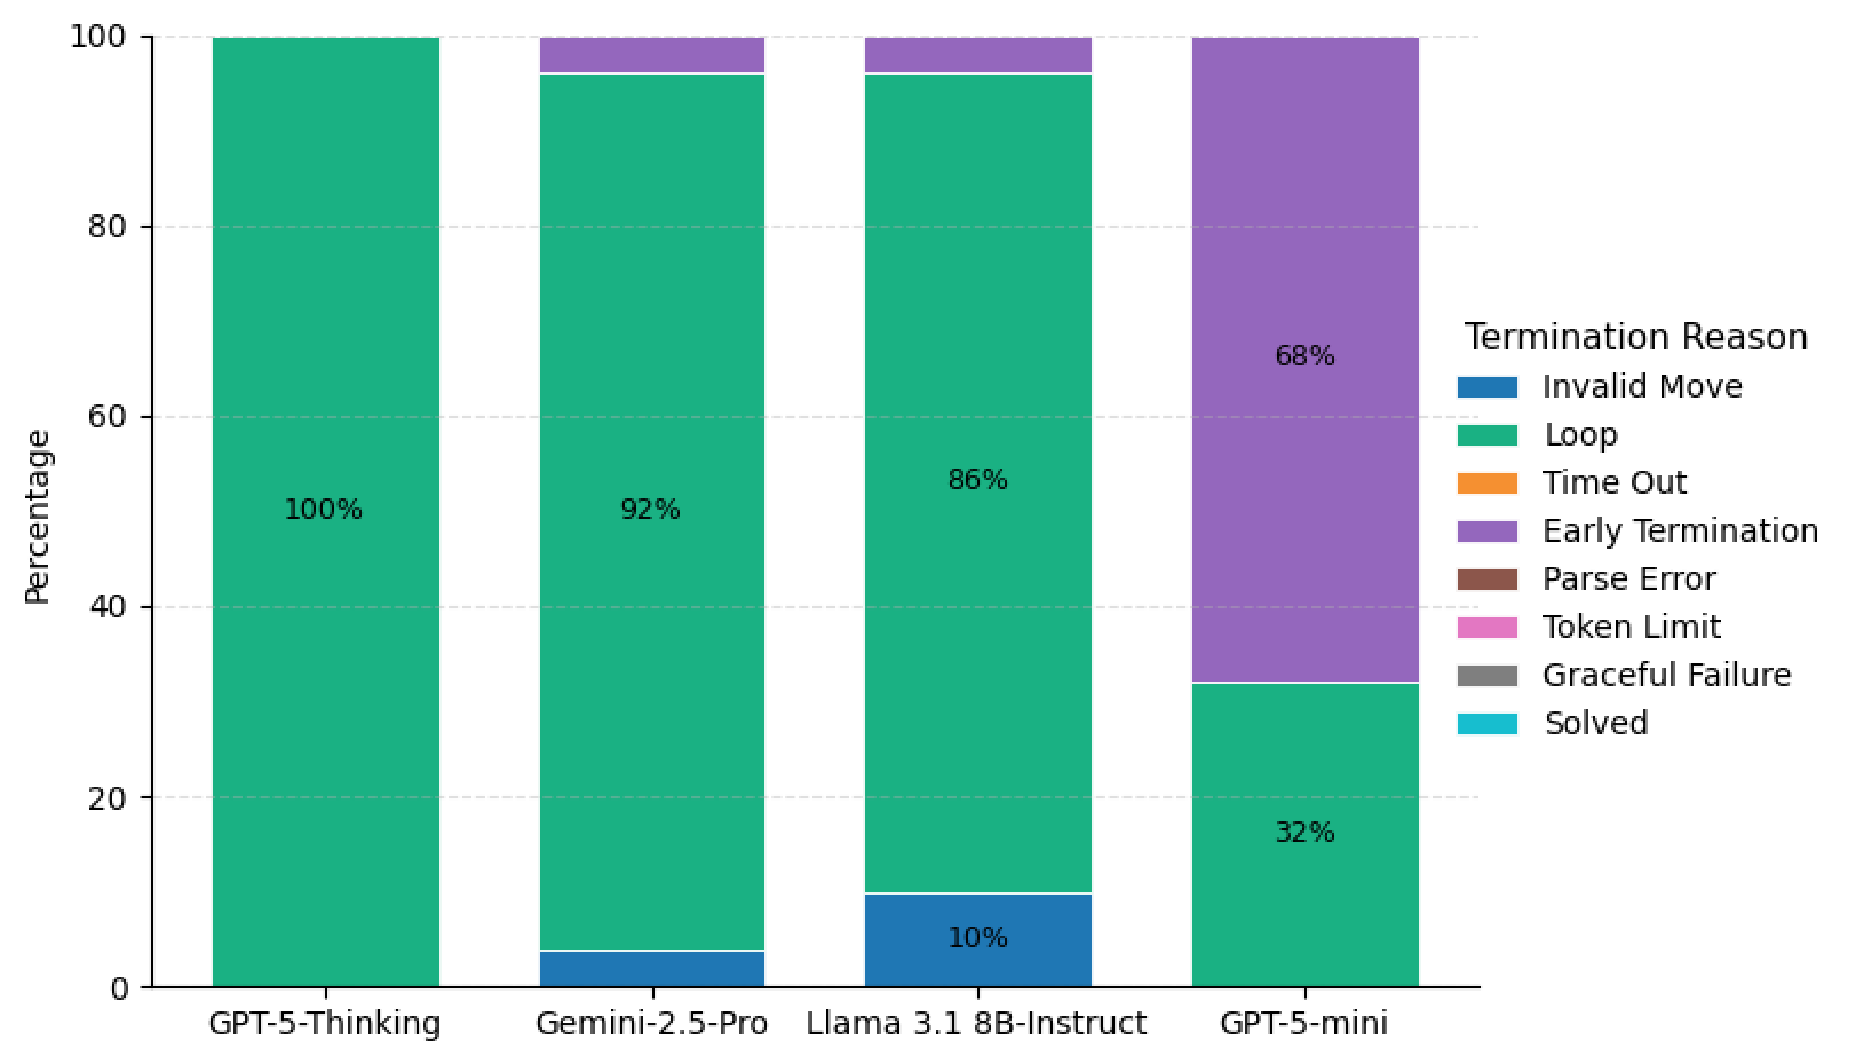 100
80
60
40
20
0
Percentage
100%
92%
86%
10%
68%
32%
GPT-5-Thinking
Gemini-2.5-Pro
Llama 3.1 8B-Instruct
GPT-5-mini
Termination Reason
Invalid Move
Loop
Time Out
Early Termination
Parse Error
Token Limit
Graceful Failure
Solved